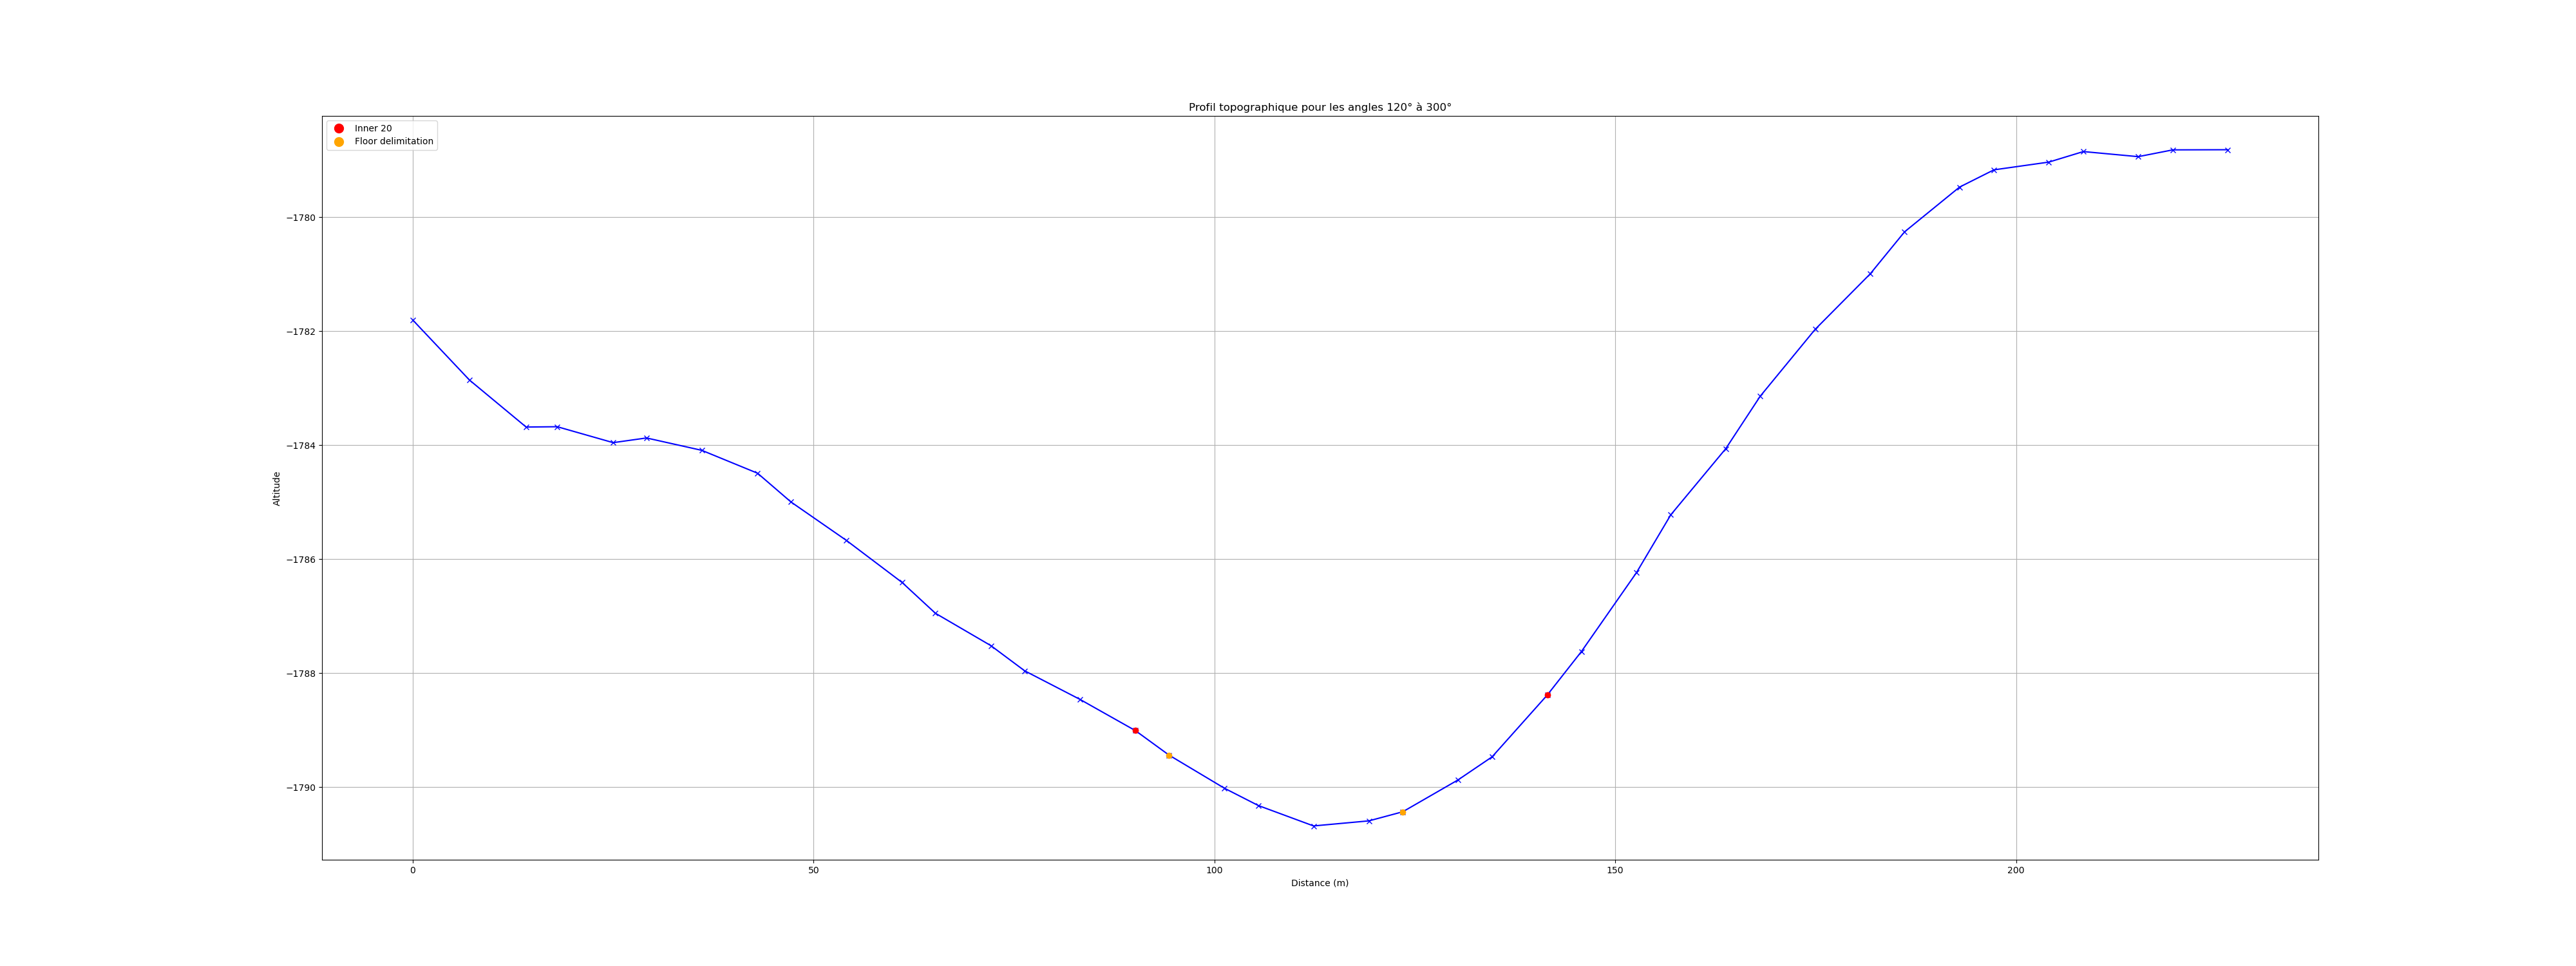 Profil topographique pour les angles 120° à 300°
Inner 20
Floor delimitation
−1780
−1782
−1784
−1786
−1788
−1790
Altitude
0
50
100
150
200
Distance (m)